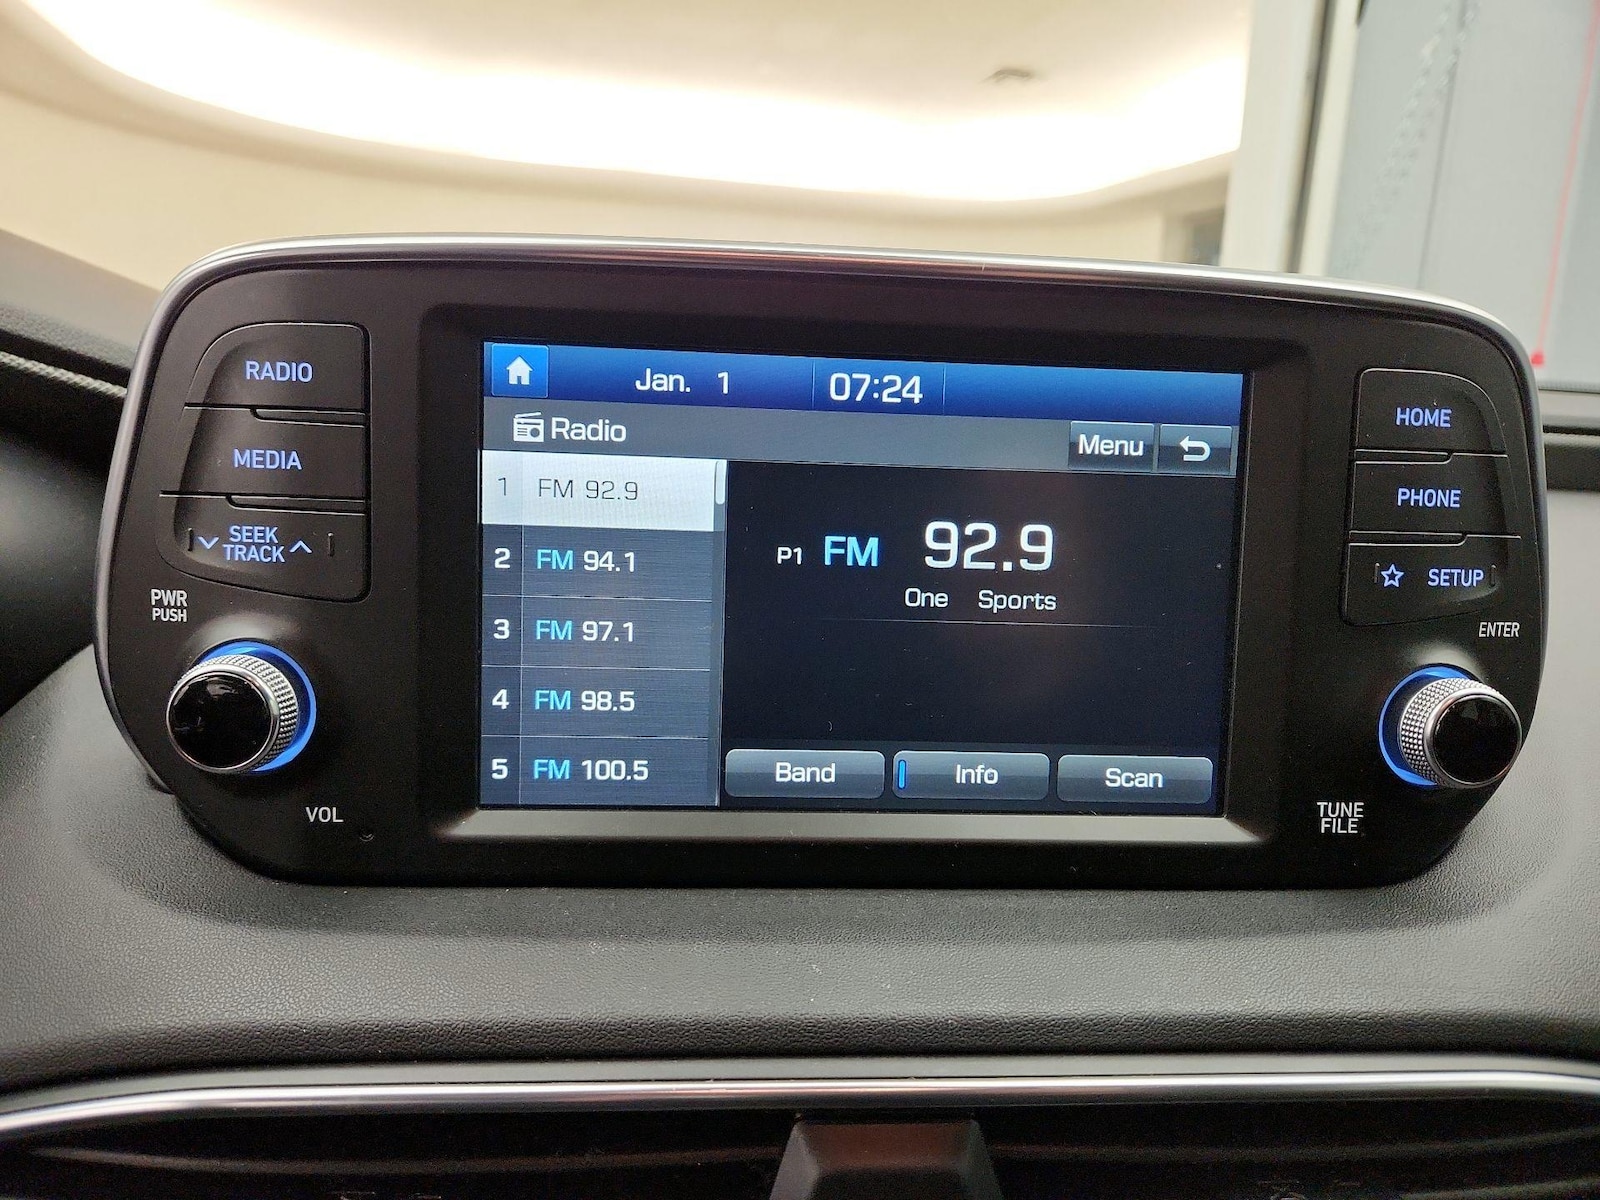 RADIO
MEDIA
SEEK
TRACK
PWR
PUSH
VOL
Jan. 1 07:24
Radio
Menu
1 FM 92.9
2 FM 94.1
3 FM 97.1
4 FM 98.5
5 FM 100.5
P1 FM 92.9
One Sports
Band Info Scan
HOME
PHONE
SETUP
ENTER
TUNE
FILE